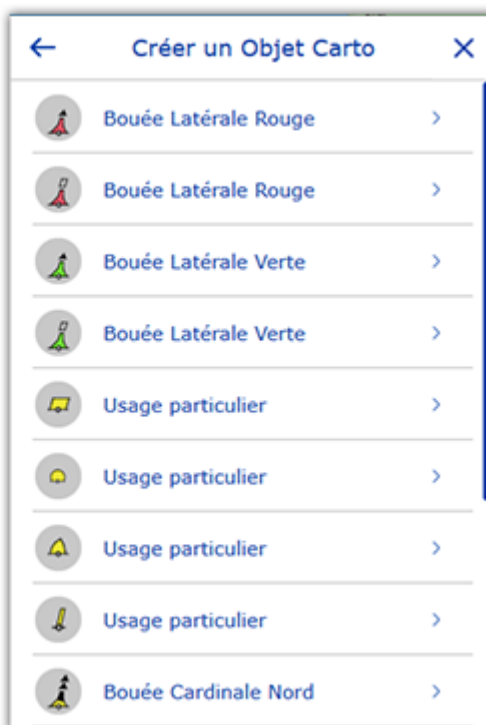 Créer un Objet Carto
Bouée Latérale Rouge
Bouée Latérale Rouge
Bouée Latérale Verte
Bouée Latérale Verte
Usage particulier
Usage particulier
Usage particulier
Usage particulier
Bouée Cardinale Nord